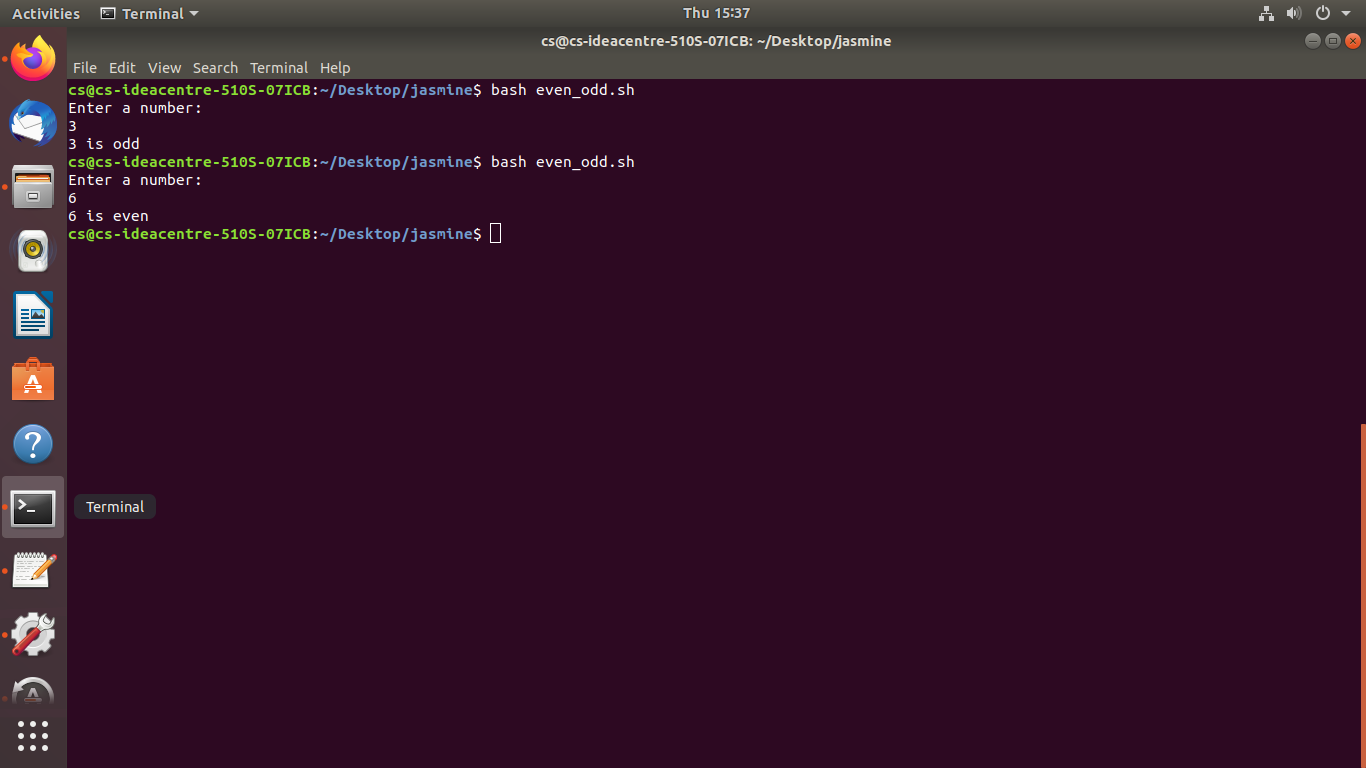 Activities Terminal Thu 15:37
cs@cs-ideacentre-510S-07ICB: ~/Desktop/jasmine
File Edit View Search Terminal Help
cs@cs-ideacentre-510S-07ICB:~/Desktop/jasmine$ bash even_odd.sh
Enter a number:
3
3 is odd
cs@cs-ideacentre-510S-07ICB:~/Desktop/jasmine$ bash even_odd.sh
Enter a number:
6
6 is even
cs@cs-ideacentre-510S-07ICB:~/Desktop/jasmine$
Terminal